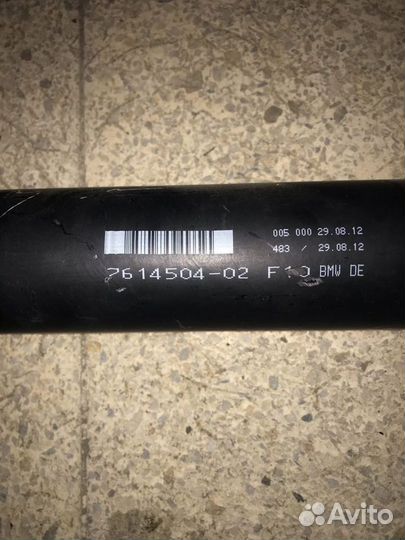 005 000 29.08.12
483 / 29.08.12
7614504-02 F10 BMW DE
Avito